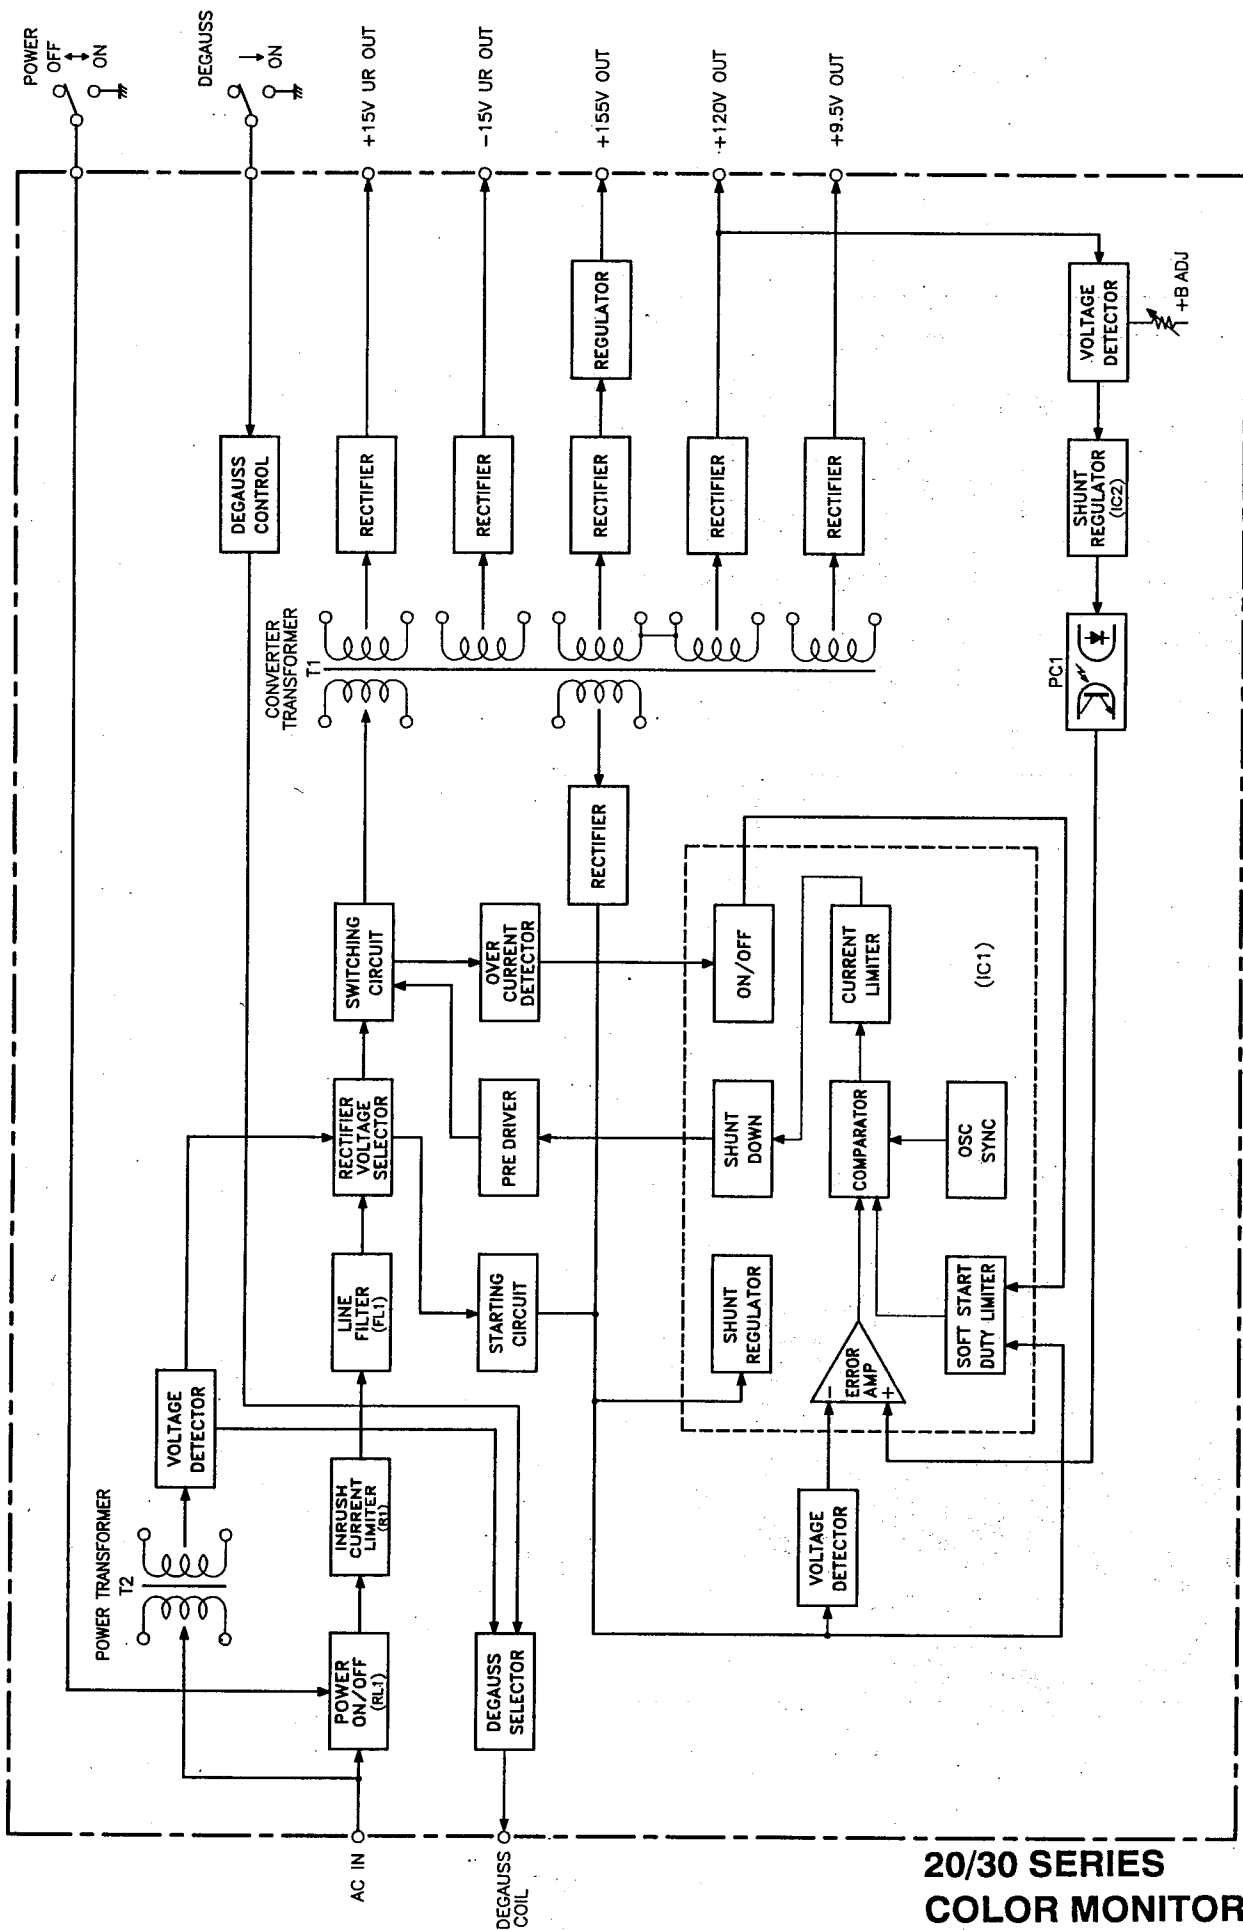 POWER
OFF
ON
DEGAUSS
ON
+15V UR OUT
-15V UR OUT
+155V OUT
+120V OUT
+9.5V OUT
DEGAUSS
CONTROL
RECTIFIER
RECTIFIER
RECTIFIER
REGULATOR
RECTIFIER
RECTIFIER
VOLTAGE
DETECTOR
+B ADJ
SHUNT
REGULATOR
(IC2)
PC1
CONVERTER
TRANSFORMER
T1
RECTIFIER
SWITCHING
CIRCUIT
OVER
CURRENT
DETECTOR
ON/OFF
CURRENT
LIMITER
(IC1)
RECTIFIER
VOLTAGE
SELECTOR
PRE DRIVER
SHUNT
DOWN
COMPARATOR
OSC
SYNC
LINE
FILTER
(FL1)
STARTING
CIRCUIT
SHUNT
REGULATOR
ERROR
AMP
-
+
SOFT START
DUTY LIMITER
VOLTAGE
DETECTOR
INRUSH
CURRENT
LIMITER
(R1)
VOLTAGE
DETECTOR
POWER TRANSFORMER
T2
POWER
ON/OFF
(RL1)
DEGAUSS
SELECTOR
AC IN
DEGAUSS
COIL
20/30 SERIES
COLOR MONITOR